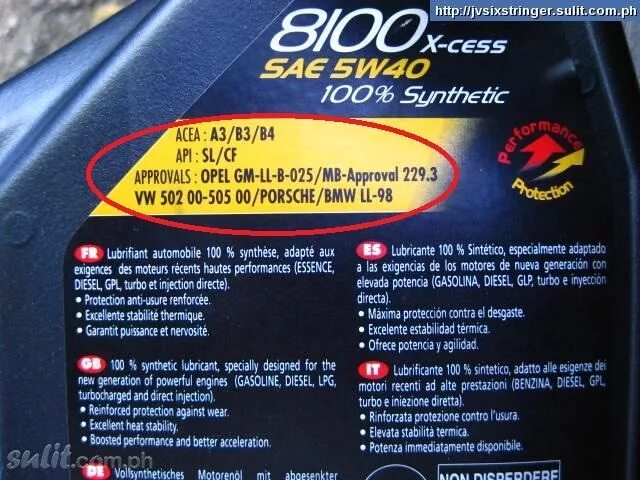 http://jvsixstringer.sulit.com.ph
8100 X-cess
SAE 5W40
100% Synthetic
Performance
Protection
ACEA : A3/B3/B4
API : SL/CF
APPROVALS : OPEL GM-LL-B-025/MB-Approval 229.3
VW 502 00-505 00/PORSCHE/BMW LL-98
FR Lubrifiant automobile 100 % synthèse, adapté aux
exigences des moteurs récents hautes performances (ESSENCE,
DIESEL, GPL, turbo et injection directe).
• Protection anti-usure renforcée.
• Excellente stabilité thermique.
• Garantit puissance et nervosité.
GB 100 % synthetic lubricant, specially designed for the
new generation of powerful engines (GASOLINE, DIESEL, LPG,
turbocharged and direct injection).
• Reinforced protection against wear.
• Excellent heat stability.
• Boosted performance and better acceleration.
DE Vollsynthetisches Motorenöl mit abgesenkter
ES Lubricante 100 % Sintético, especialmente adaptado
a las exigencias de los motores de nueva generación con
elevada potencia (GASOLINA, DIESEL, GLP, turbo e inyección
directa).
• Máxima protección contra el desgaste.
• Excelente estabilidad térmica.
• Ofrece potencia y agilidad.
IT Lubrificante 100 % sintetico, adatto alle esigenze dei
motori recenti ad alte prestazioni (BENZINA, DIESEL, GPL,
turbo e iniezione diretta).
• Rinforzata protezione contro l'usura.
• Elevata stabilità termica.
• Potenza immediatamente disponibile.
NON DISPERDERE
sulit.com.ph